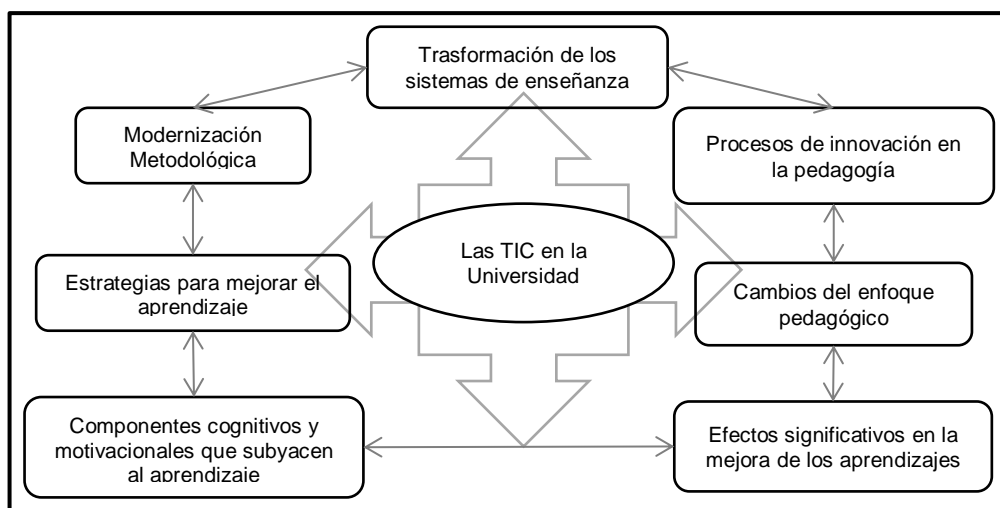 Trasformación de los
sistemas de enseñanza
Modernización
Metodológica
Procesos de innovación en
la pedagogía
Las TIC en la
Universidad
Estrategias para mejorar el
aprendizaje
Cambios del enfoque
pedagógico
Componentes cognitivos y
motivacionales que subyacen
al aprendizaje
Efectos significativos en la
mejora de los aprendizajes